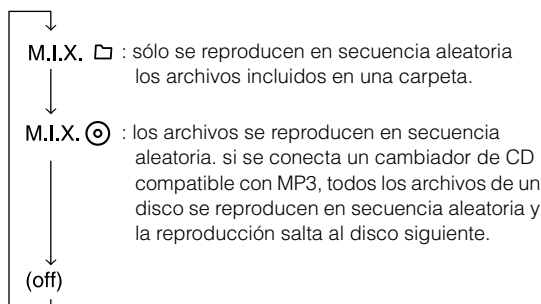 M.I.X. : sólo se reproducen en secuencia aleatoria
los archivos incluidos en una carpeta.
M.I.X. : los archivos se reproducen en secuencia
aleatoria. si se conecta un cambiador de CD
compatible con MP3, todos los archivos de un
disco se reproducen en secuencia aleatoria y
la reproducción salta al disco siguiente.
(off)